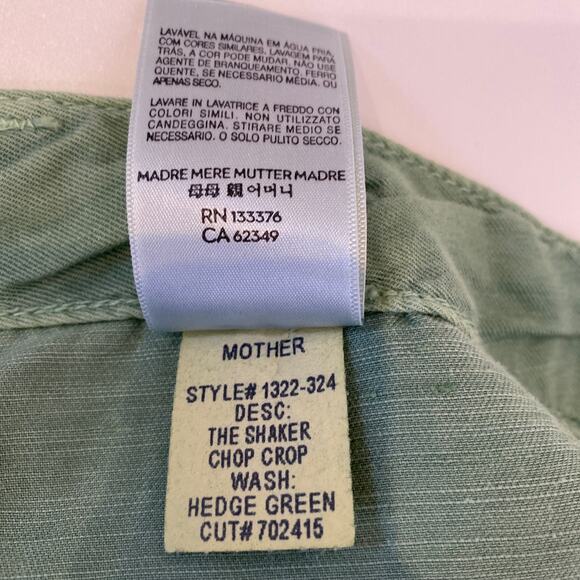 LAVÁVEL NA MÁQUINA EM ÁGUA FRIA,
COM CORES SIMILARES. LAVAGEM PARA
TRÁS, A COR PODE MUDAR. NÃO USE
AGENTE DE BRANQUEAMENTO. FERRO
QUENTE, SE NECESSARIO MÉDIA. OU
APENAS SECO.
LAVARE IN LAVATRICE A FREDDO CON
COLORI SIMILI. NON UTILIZZATO
CANDEGGINA. STIRARE MEDIO SE
NECESSARIO. O SOLO PULITO SECCO.
MADRE MERE MUTTER MADRE
母母 親 어머니
RN 133376
CA 62349
MOTHER
STYLE# 1322-324
DESC:
THE SHAKER
CHOP CROP
WASH:
HEDGE GREEN
CUT# 702415